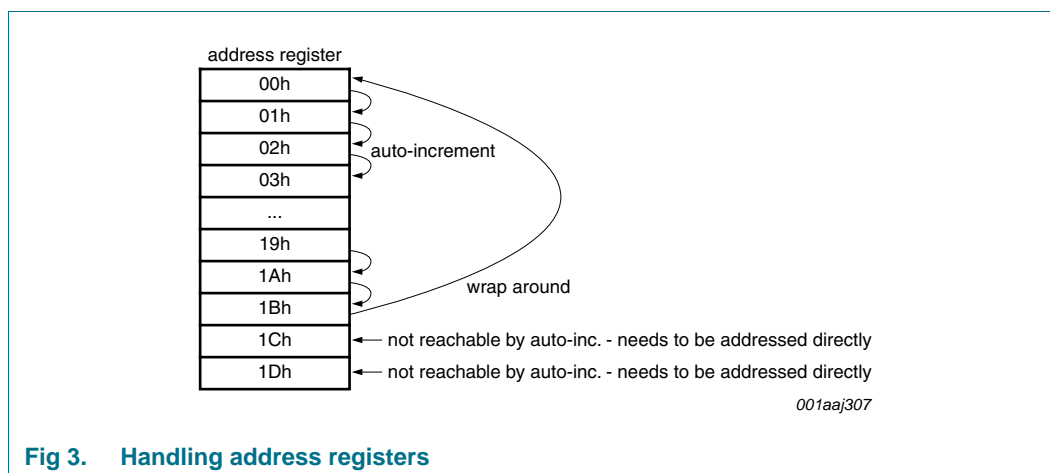 address register
00h
01h
02h
auto-increment
03h
...
19h
1Ah
wrap around
1Bh
1Ch
not reachable by auto-inc. - needs to be addressed directly
1Dh
not reachable by auto-inc. - needs to be addressed directly
001aaj307
Fig 3. Handling address registers